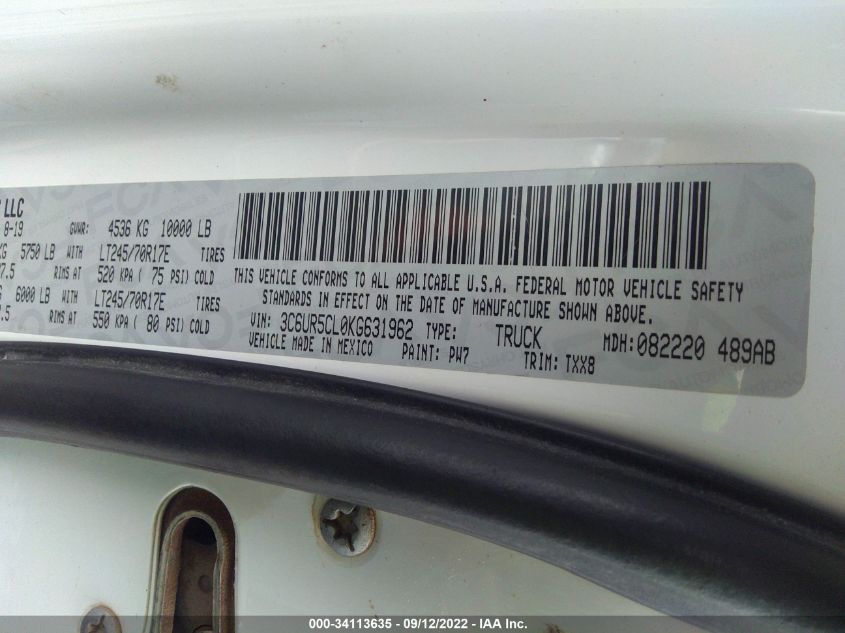 LLC
8-19 GVWR: 4536 KG 10000 LB
5750 LB WITH LT245/70R17E TIRES
7.5 RIMS AT 520 KPA ( 75 PSI) COLD
6000 LB WITH LT245/70R17E TIRES
.5 RIMS AT 550 KPA ( 80 PSI) COLD
THIS VEHICLE CONFORMS TO ALL APPLICABLE U.S.A. FEDERAL MOTOR VEHICLE SAFETY
STANDARDS IN EFFECT ON THE DATE OF MANUFACTURE SHOWN ABOVE.
VIN: 3C6UR5CL0KG631962 TYPE: TRUCK MDH:082220 489AB
VEHICLE MADE IN MEXICO PAINT: PW7 TRIM: TXX8
000-34113635 - 09/12/2022 - IAA Inc.